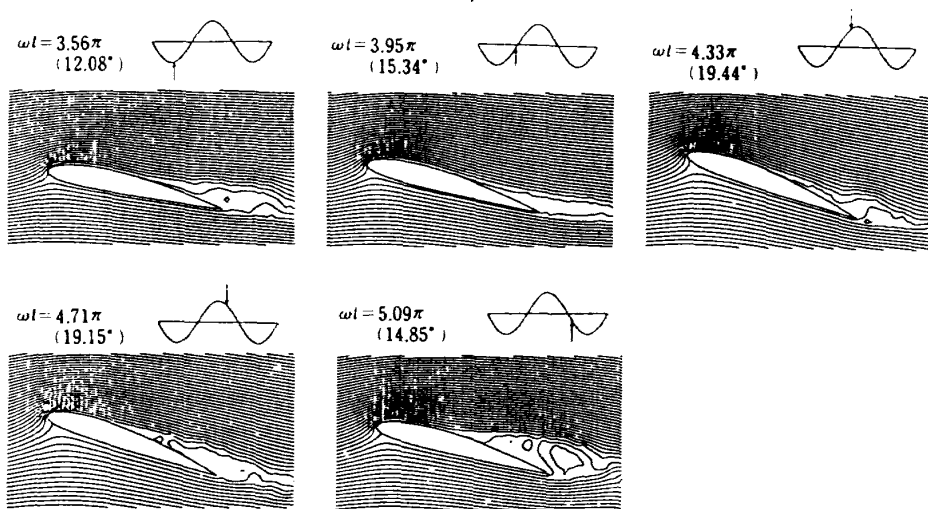 ωt = 3.56π
(12.08°)
ωt = 3.95π
(15.34°)
ωt = 4.33π
(19.44°)
ωt = 4.71π
(19.15°)
ωt = 5.09π
(14.85°)